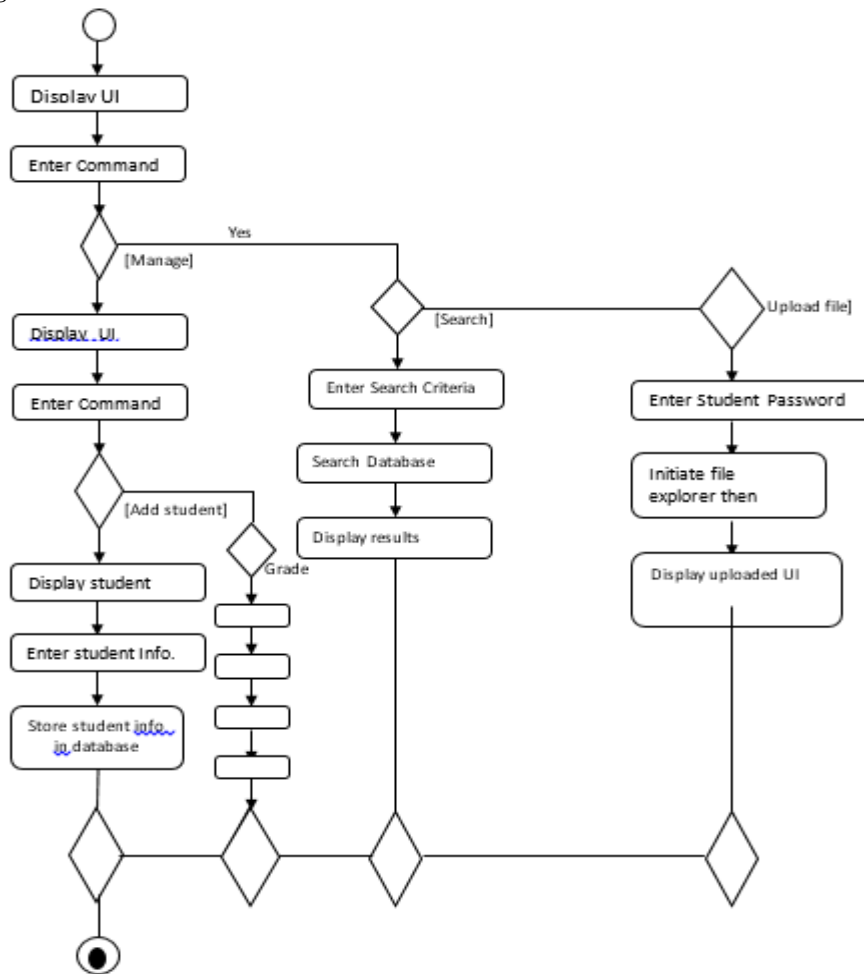 Display UI
Enter Command
Yes
[Manage]
Display UI
[Search]
Upload file]
Enter Command
Enter Search Criteria
Enter Student Password
Search Database
Initiate file
explorer then
[Add student]
Display results
Grade
Display student
Display uploaded UI
Enter student Info.
Store student info.
in database